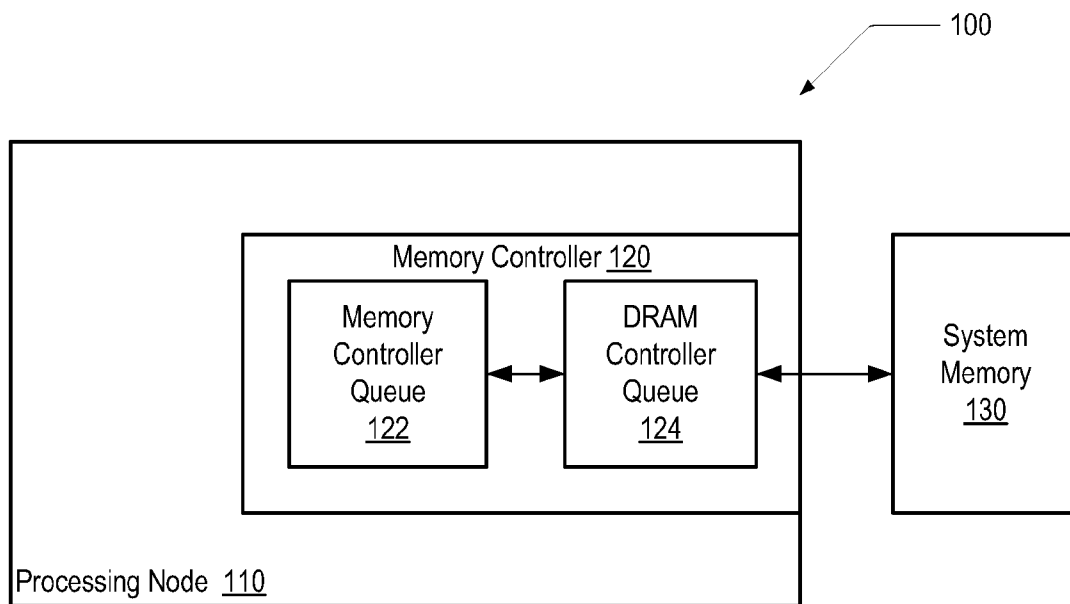 100
Memory Controller 120
Memory
Controller
Queue
122
DRAM
Controller
Queue
124
System
Memory
130
Processing Node 110